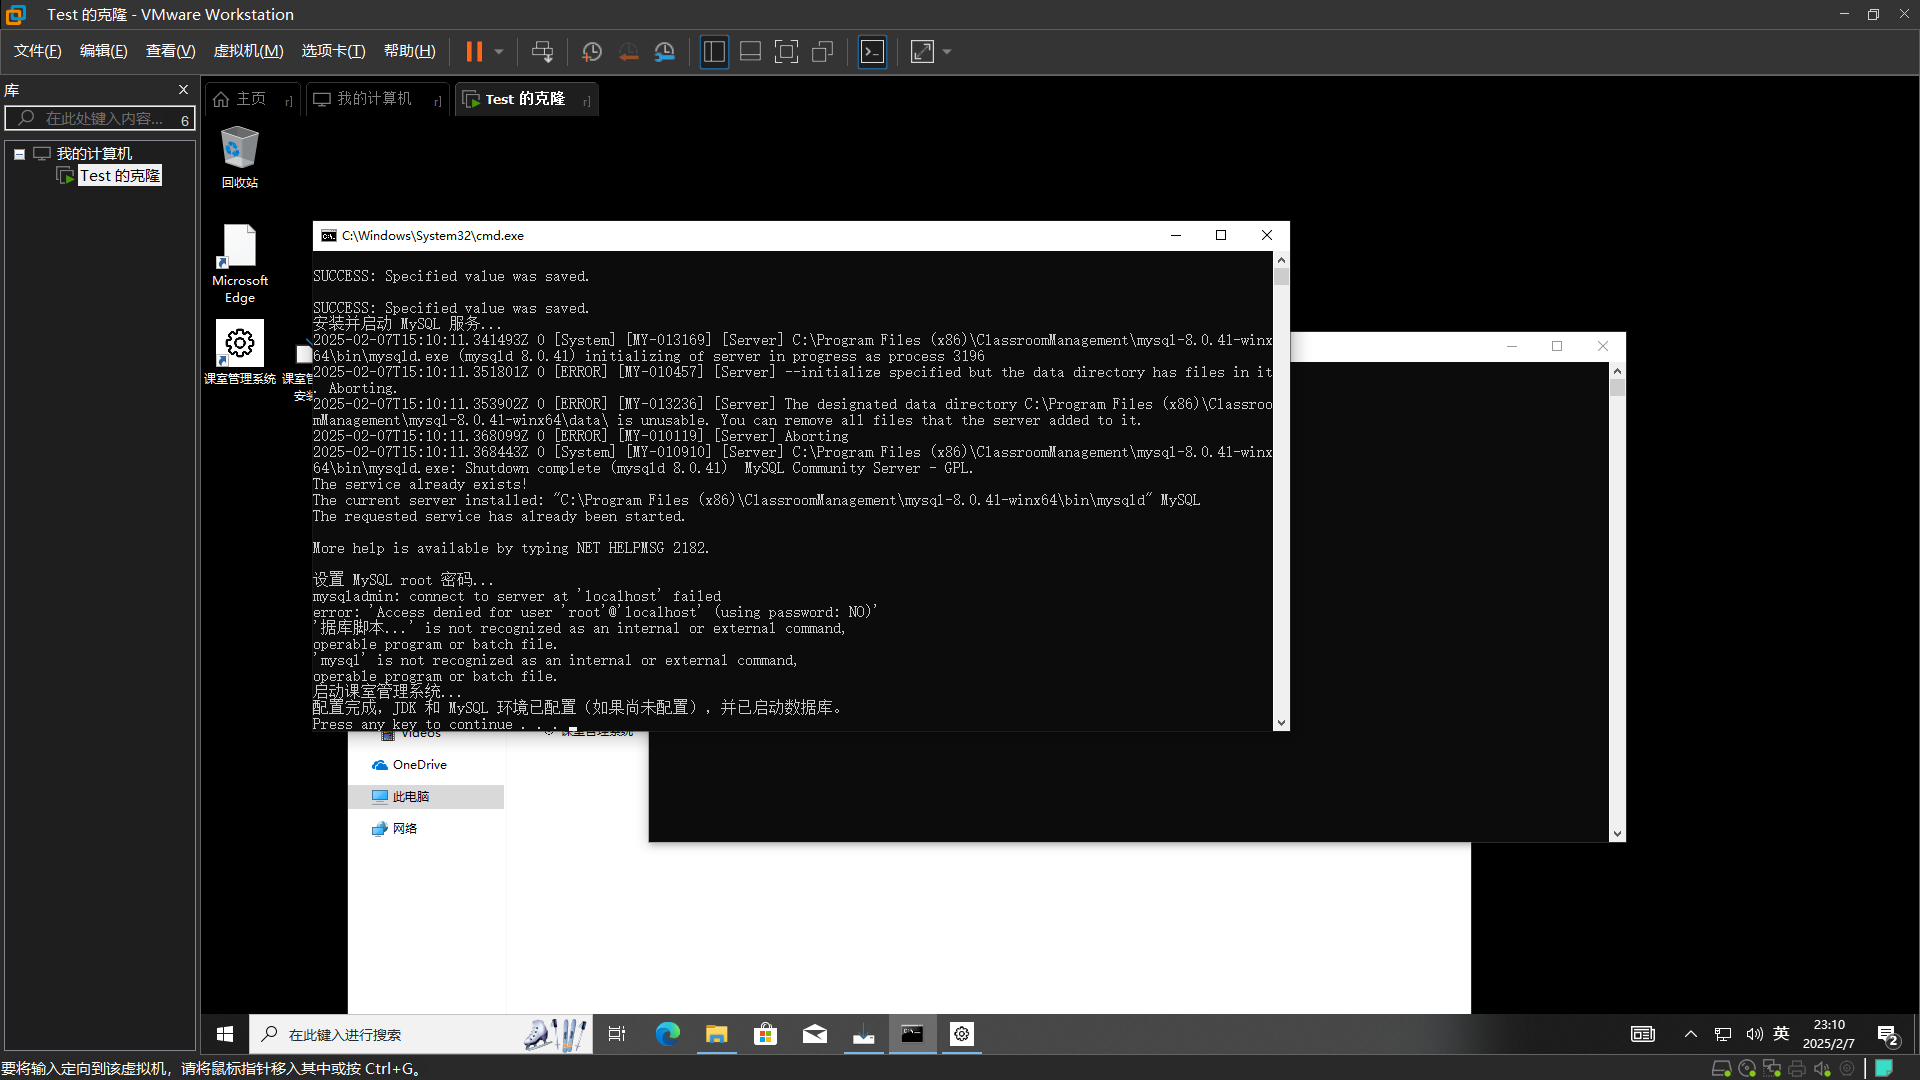 Test 的克隆 - VMware Workstation
文件(F) 编辑(E) 查看(V) 虚拟机(M) 选项卡(T) 帮助(H)
库
在此处键入内容...
我的计算机
Test 的克隆
主页
我的计算机
Test 的克隆
回收站
Microsoft
Edge
课室管理系统
C:\Windows\System32\cmd.exe
SUCCESS: Specified value was saved.
SUCCESS: Specified value was saved.
安装并启动 MySQL 服务...
2025-02-07T15:10:11.341493Z 0 [System] [MY-013169] [Server] C:\Program Files (x86)\ClassroomManagement\mysql-8.0.41-winx
64\bin\mysqld.exe (mysqld 8.0.41) initializing of server in progress as process 3196
2025-02-07T15:10:11.351801Z 0 [ERROR] [MY-010457] [Server] --initialize specified but the data directory has files in it
. Aborting.
2025-02-07T15:10:11.353902Z 0 [ERROR] [MY-013236] [Server] The designated data directory C:\Program Files (x86)\Classroo
mManagement\mysql-8.0.41-winx64\data\ is unusable. You can remove all files that the server added to it.
2025-02-07T15:10:11.368099Z 0 [ERROR] [MY-010119] [Server] Aborting
2025-02-07T15:10:11.368443Z 0 [System] [MY-010910] [Server] C:\Program Files (x86)\ClassroomManagement\mysql-8.0.41-winx
64\bin\mysqld.exe: Shutdown complete (mysqld 8.0.41)  MySQL Community Server - GPL.
The service already exists!
The current server installed: "C:\Program Files (x86)\ClassroomManagement\mysql-8.0.41-winx64\bin\mysqld" MySQL
The requested service has already been started.
More help is available by typing NET HELPMSG 2182.
设置 MySQL root 密码...
mysqladmin: connect to server at 'localhost' failed
error: 'Access denied for user 'root'@'localhost' (using password: NO)'
'据库脚本...' is not recognized as an internal or external command,
operable program or batch file.
'mysql' is not recognized as an internal or external command,
operable program or batch file.
启动课室管理系统...
配置完成，JDK 和 MySQL 环境已配置（如果尚未配置），并已启动数据库。
Press any key to continue . . .
Videos
课室管理系统
OneDrive
此电脑
网络
在此键入进行搜索
英
23:10
2025/2/7
2
要将输入定向到该虚拟机，请将鼠标指针移入其中或按 Ctrl+G。